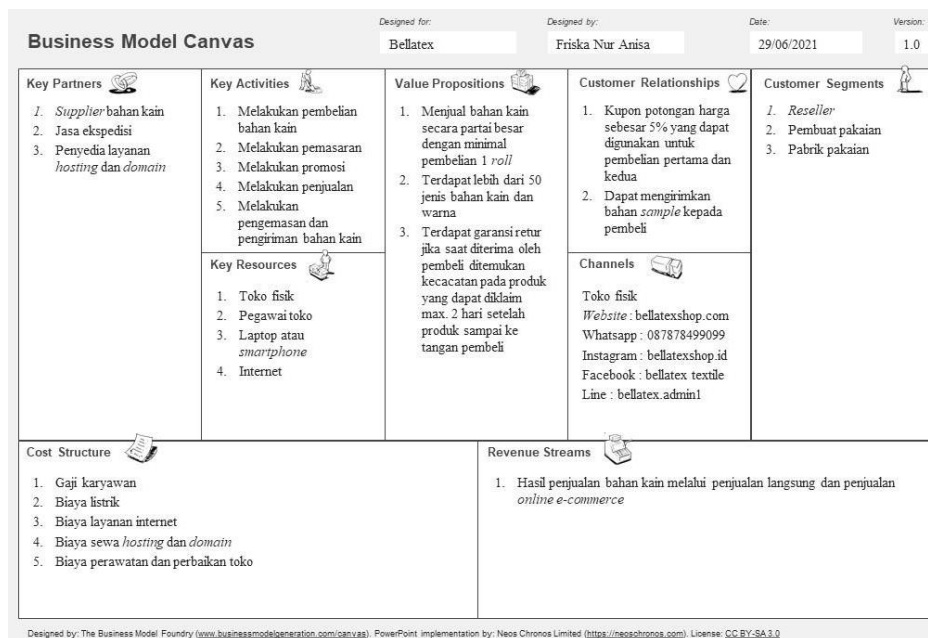 Designed for:
Designed by:
Date:
Version:
Business Model Canvas
Bellatex
Friska Nur Anisa
29/06/2021
1.0
Key Partners
1. Supplier bahan kain
2. Jasa ekspedisi
3. Penyedia layanan
hosting dan domain
Key Activities
1. Melakukan pembelian
bahan kain
2. Melakukan pemasaran
3. Melakukan promosi
4. Melakukan penjualan
5. Melakukan
pengemasan dan
pengiriman bahan kain
Key Resources
1. Toko fisik
2. Pegawai toko
3. Laptop atau
smartphone
4. Internet
Value Propositions
1. Menjual bahan kain
secara partai besar
dengan minimal
pembelian 1 roll
2. Terdapat lebih dari 50
jenis bahan kain dan
warna
3. Terdapat garansi retur
jika saat diterima oleh
pembeli ditemukan
kecacatan pada produk
yang dapat diklaim
max. 2 hari setelah
produk sampai ke
tangan pembeli
Customer Relationships
1. Kupon potongan harga
sebesar 5% yang dapat
digunakan untuk
pembelian pertama dan
kedua
2. Dapat mengirimkan
bahan sample kepada
pembeli
Channels
Toko fisik
Website : bellatexshop.com
Whatsapp : 087878499099
Instagram : bellatexshop.id
Facebook : bellatex textile
Line : bellatex.admin1
Customer Segments
1. Reseller
2. Pembuat pakaian
3. Pabrik pakaian
Cost Structure
1. Gaji karyawan
2. Biaya listrik
3. Biaya layanan internet
4. Biaya sewa hosting dan domain
5. Biaya perawatan dan perbaikan toko
Revenue Streams
1. Hasil penjualan bahan kain melalui penjualan langsung dan penjualan
online e-commerce
Designed by: The Business Model Foundry (www.businessmodelgeneration.com/canvas). PowerPoint implementation by: Neos Chronos Limited (https://neoschronos.com). License: CC BY-SA 3.0